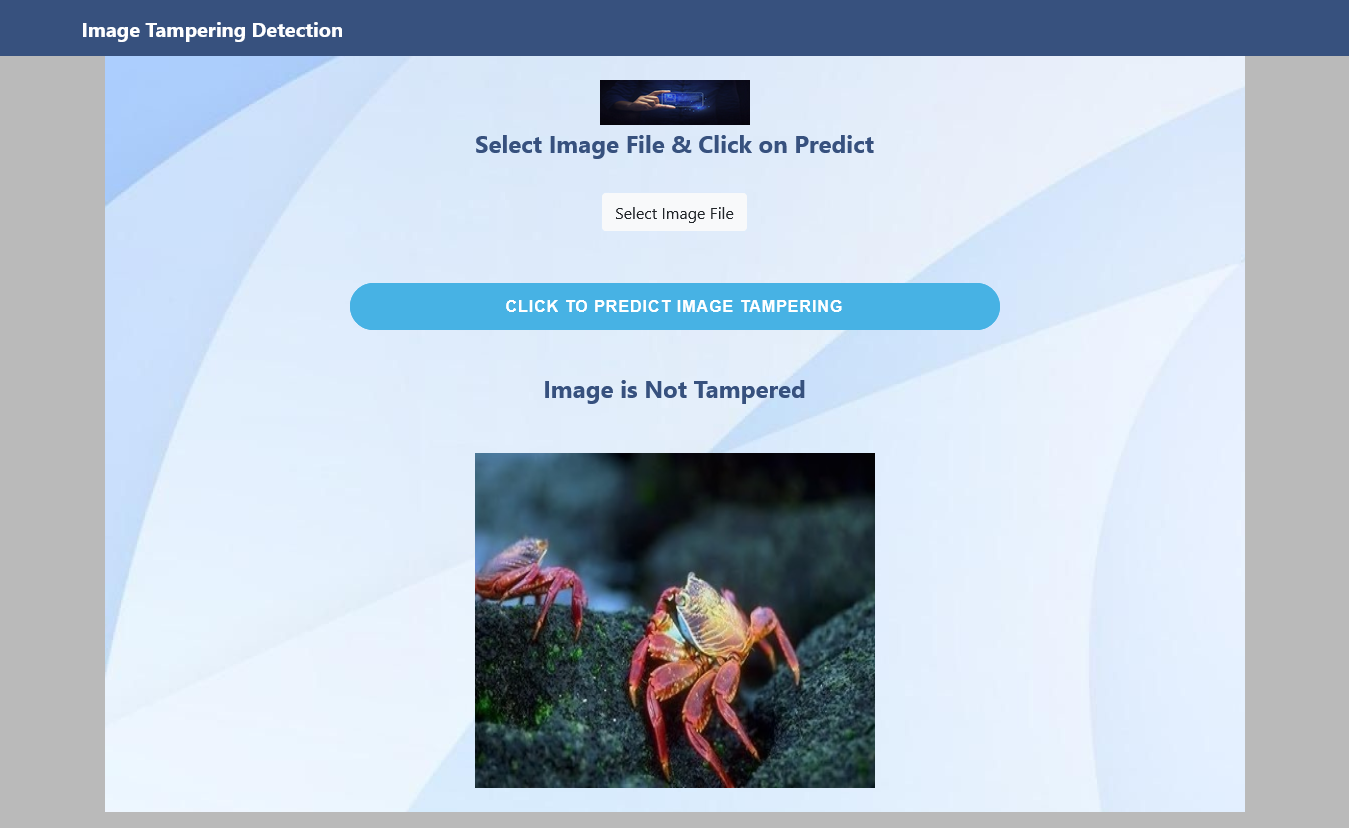 Image Tampering Detection
Select Image File & Click on Predict
Select Image File
CLICK TO PREDICT IMAGE TAMPERING
Image is Not Tampered